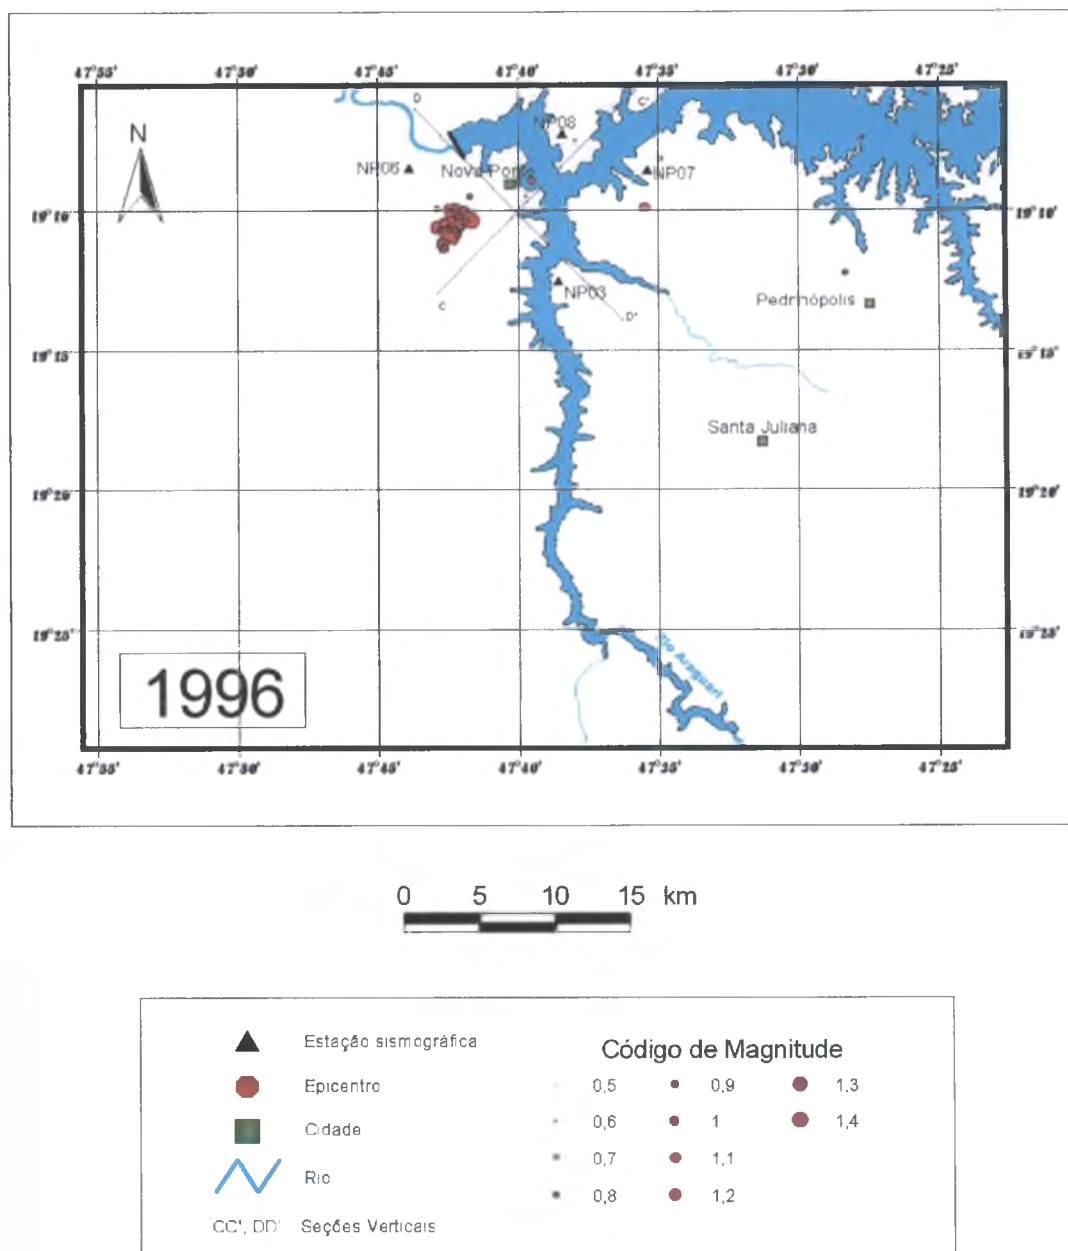 47°55' 47°50' 47°45' 47°40' 47°35' 47°30' 47°25'
D C'
N NP08
NP05 Nova Ponte NP07
19°10' 19°10'
Pedrinópolis
C NP03 D'
19°15' 19°15'
Santa Juliana
19°20' 19°20'
19°25' 19°25'
Rio Araguari
1996
47°55' 47°50' 47°45' 47°40' 47°35' 47°30' 47°25'
0 5 10 15 km
Estação sismográfica
Epicentro
Cidade
Rio
CC', DD' Seções Verticais
Código de Magnitude
0,5 0,9 1,3
0,6 1 1,4
0,7 1,1
0,8 1,2